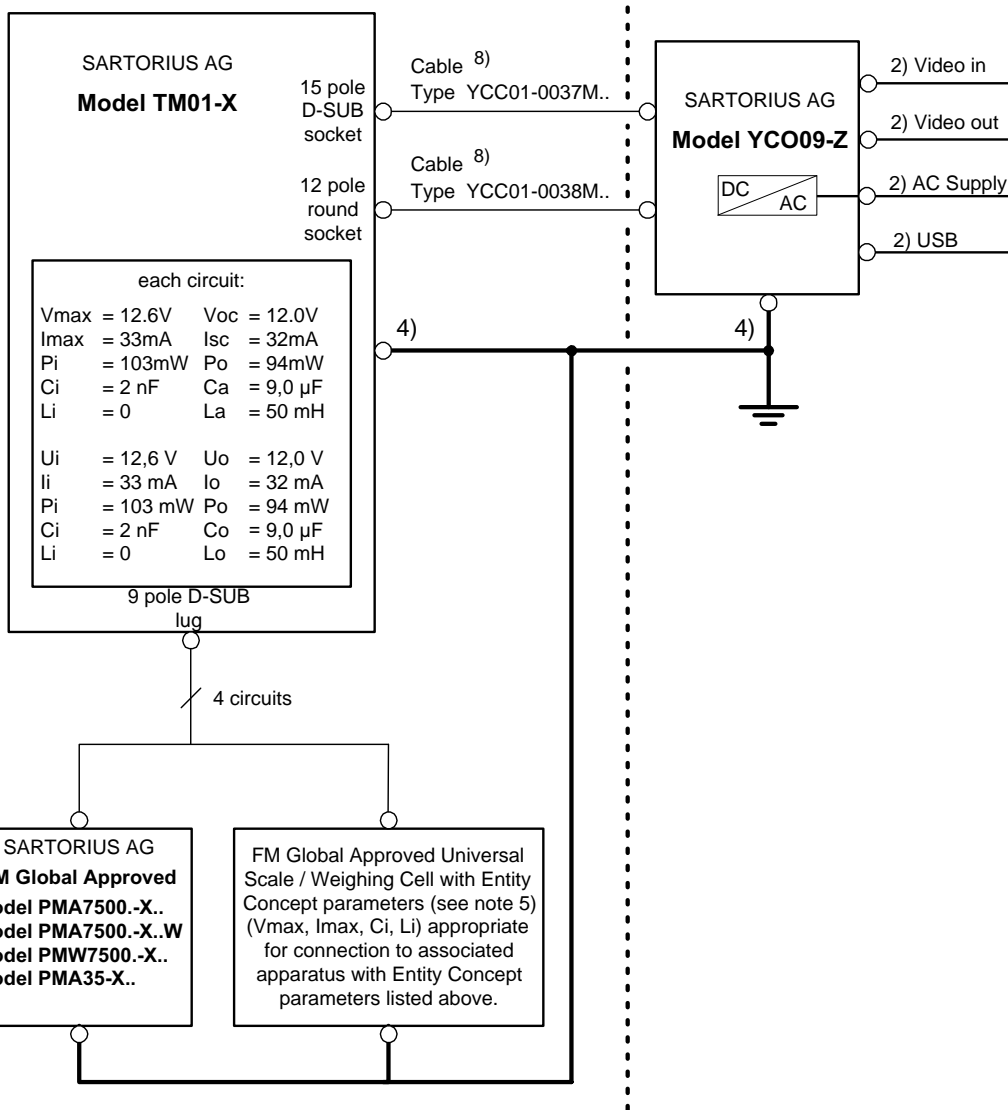 SARTORIUS AG
Model TM01-X
15 pole
D-SUB
socket
12 pole
round
socket
each circuit:
Vmax = 12.6V Voc = 12.0V
Imax = 33mA Isc = 32mA
Pi = 103mW Po = 94mW
Ci = 2 nF Ca = 9,0 µF
Li = 0 La = 50 mH
Ui = 12,6 V Uo = 12,0 V
Ii = 33 mA Io = 32 mA
Pi = 103 mW Po = 94 mW
Ci = 2 nF Co = 9,0 µF
Li = 0 Lo = 50 mH
9 pole D-SUB
lug
Cable 8)
Type YCC01-0037M..
Cable 8)
Type YCC01-0038M..
4)
4)
SARTORIUS AG
Model YCO09-Z
DC
AC
2) Video in
2) Video out
2) AC Supply
2) USB
4 circuits
SARTORIUS AG
M Global Approved
odel PMA7500.-X..
odel PMA7500.-X..W
odel PMW7500.-X..
odel PMA35-X..
FM Global Approved Universal
Scale / Weighing Cell with Entity
Concept parameters (see note 5)
(Vmax, Imax, Ci, Li) appropriate
for connection to associated
apparatus with Entity Concept
parameters listed above.